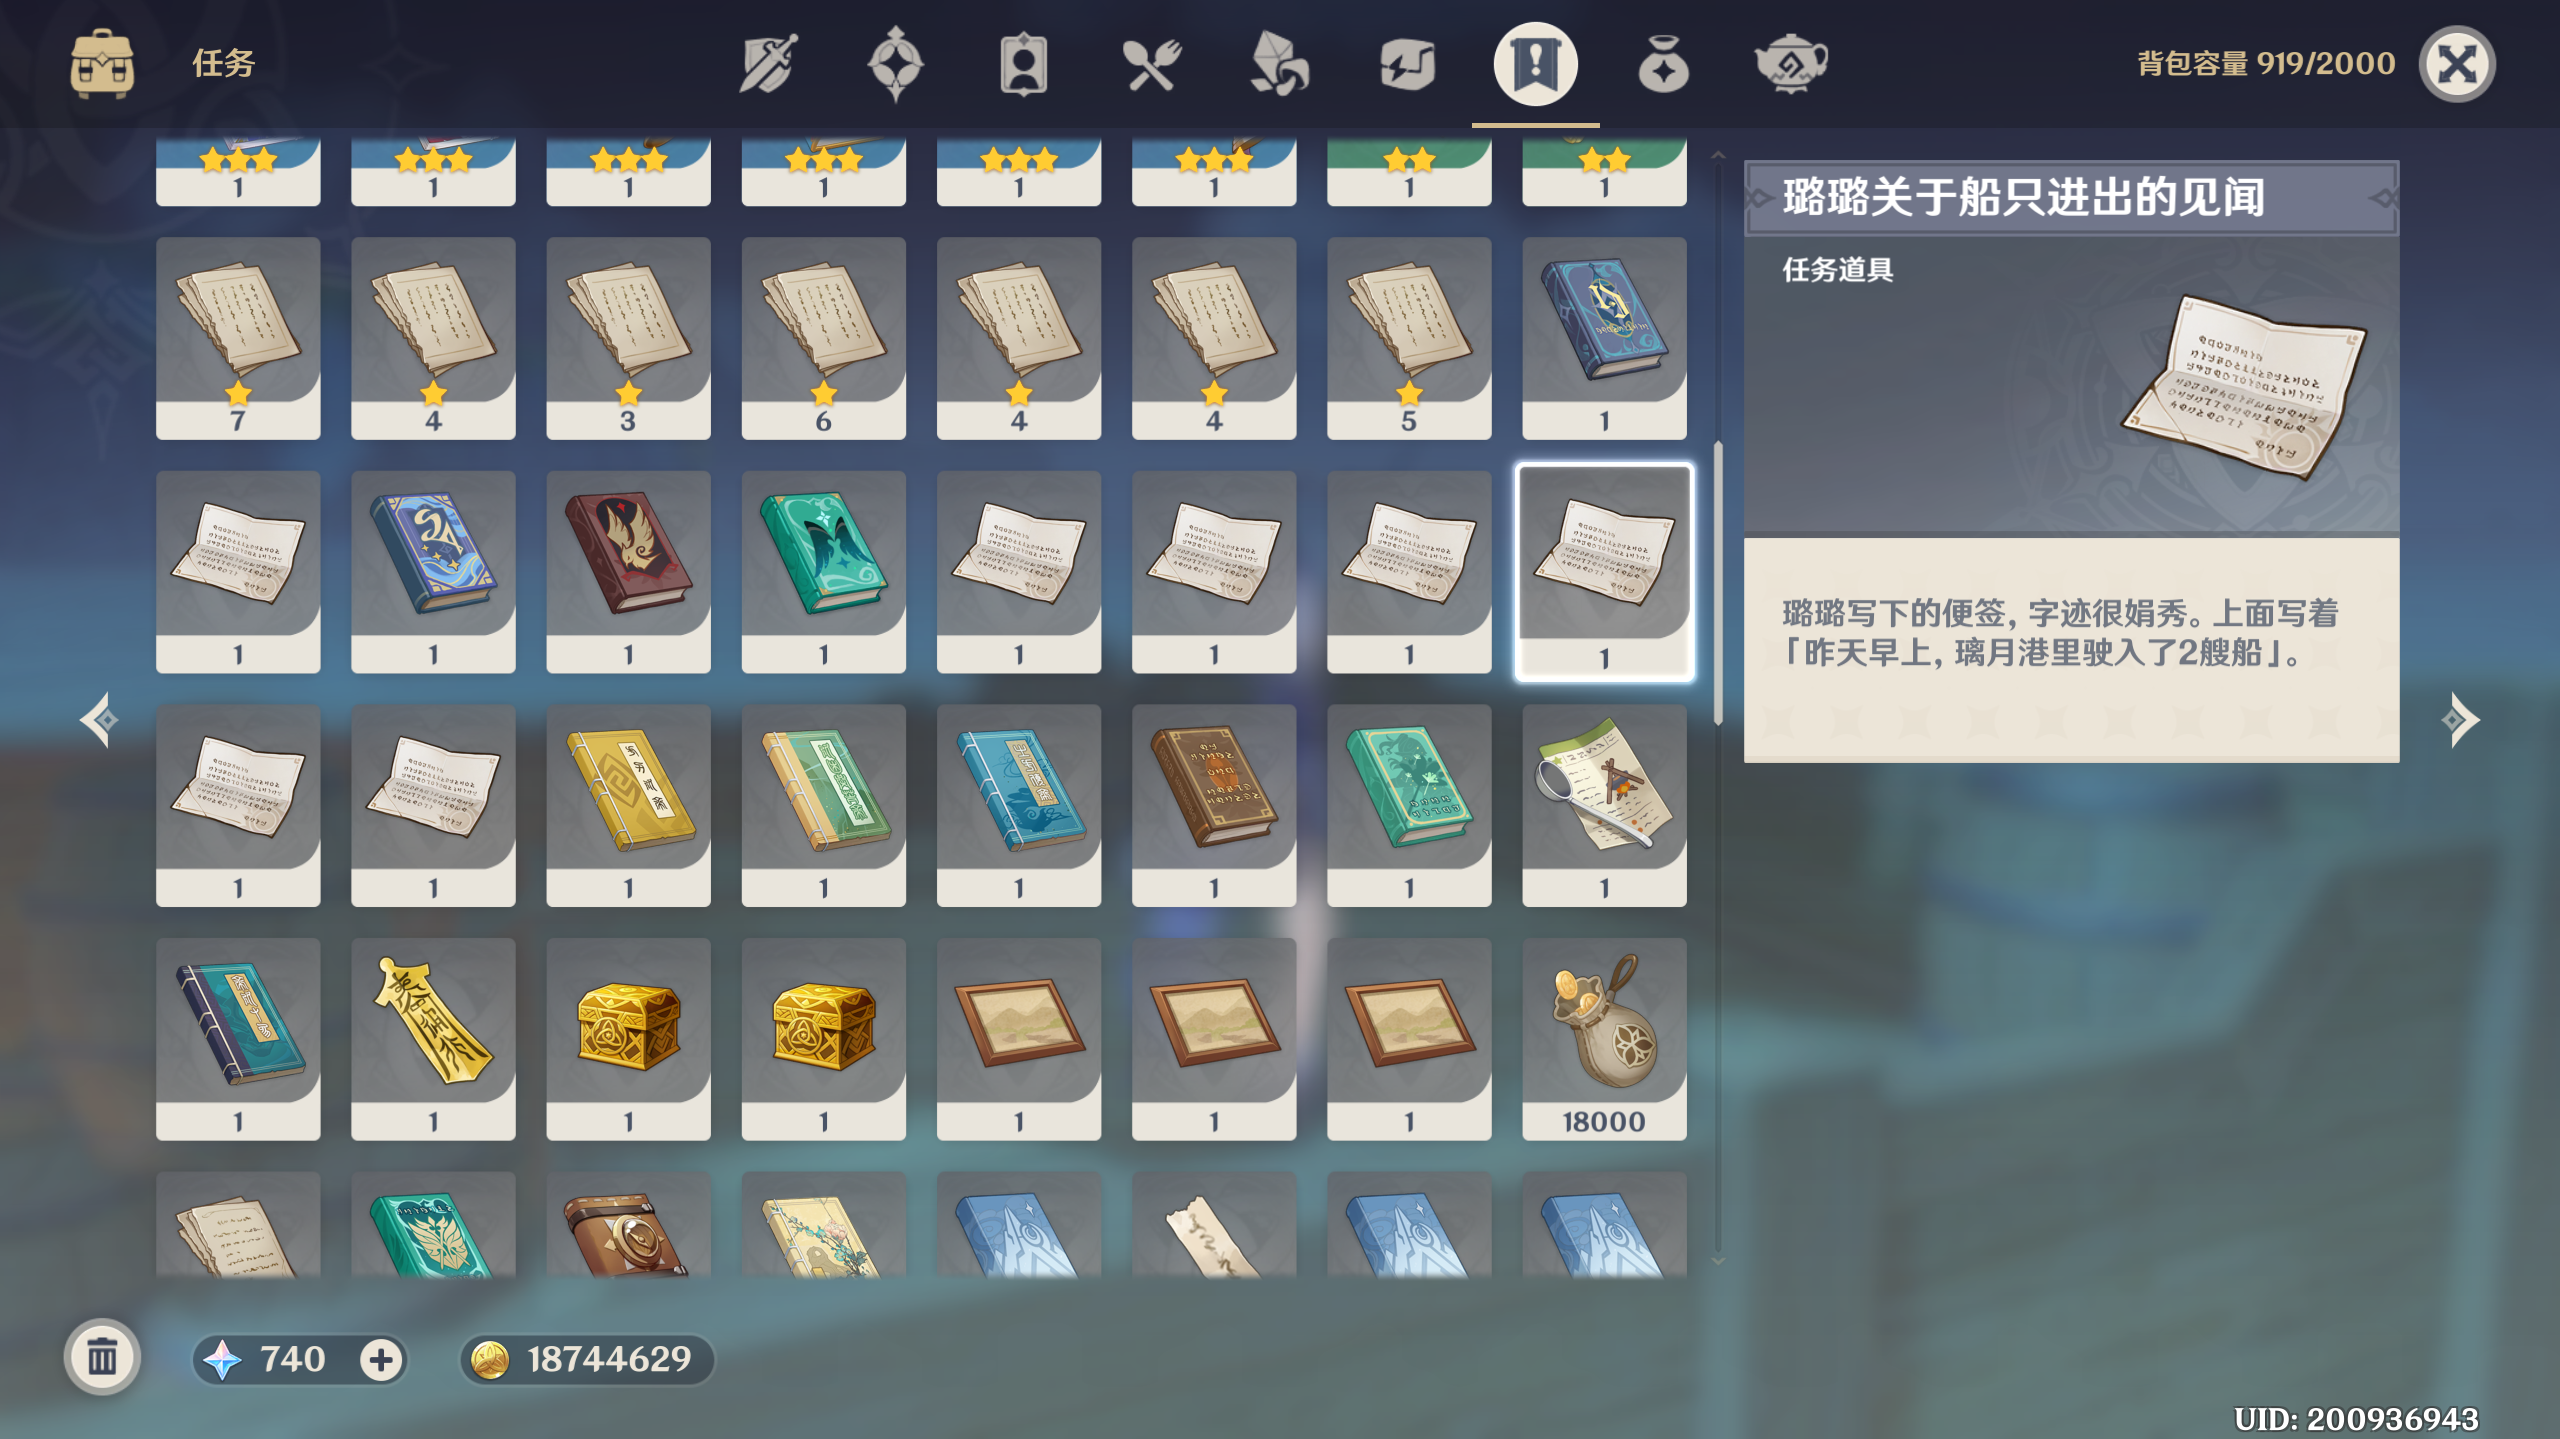 任务
背包容量 919/2000
1 1 1 1 1 1 1 1
璐璐关于船只进出的见闻
任务道具
7 4 3 6 4 4 5 1
璐璐写下的便签，字迹很娟秀。上面写着
「昨天早上，璃月港里驶入了2艘船」。
1 1 1 1 1 1 1 1
1 1 1 1 1 1 1 1
1 1 1 1 1 1 1 18000
740
18744629
UID: 200936943